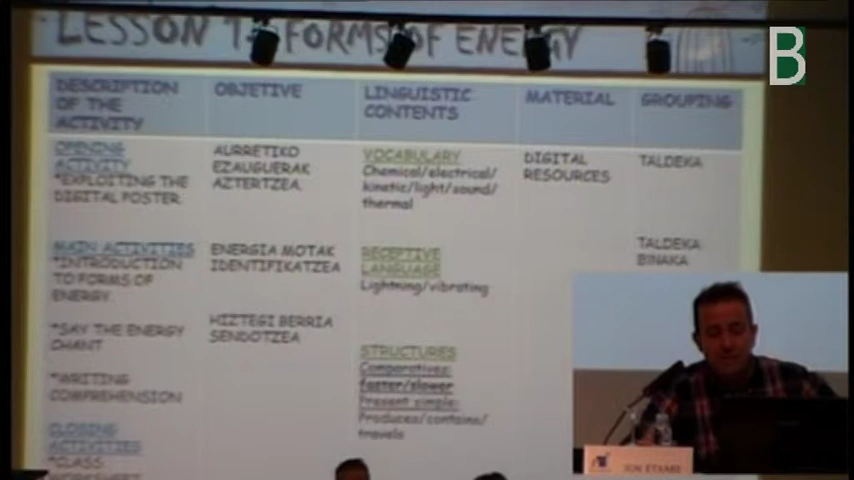 LESSON 1: FORMS OF ENERGY
B
DESCRIPTION OF THE ACTIVITY
OBJETIVE
LINGUISTIC CONTENTS
MATERIAL
GROUPING
OPENING ACTIVITY
*EXPLOITING THE
DIGITAL POSTER.
AURRETIKO
EZAUGUERAK
AZTERTZEA.
VOCABULARY
Chemical/electrical/
kinetic/light/sound/
thermal
DIGITAL
RESOURCES
TALDEKA
MAIN ACTIVITIES
*INTRODUCTION
TO FORMS OF
ENERGY.
ENERGIA MOTAK
IDENTIFIKATZEA
RECEPTIVE
LANGUAGE
Lightning/vibrating
TALDEKA
BINAKA
*SAY THE ENERGY
CHANT
HIZTEGI BERRIA
SENDOTZEA
*WRITING
COMPREHENSION
STRUCTURES
Comparatives:
faster/slower
Present simple:
Produces/contains/
travels
CLOSING
ACTIVITIES
*CLASS
WORKSHEET